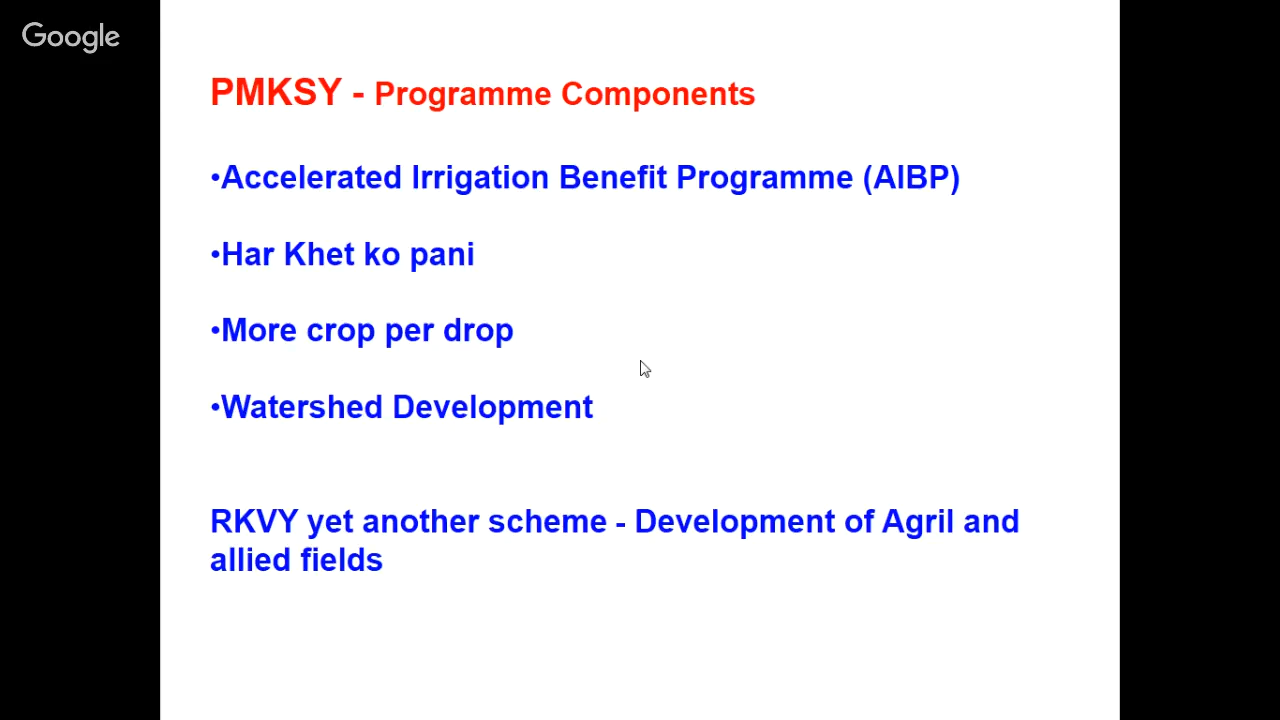 Google
PMKSY - Programme Components
•Accelerated Irrigation Benefit Programme (AIBP)
•Har Khet ko pani
•More crop per drop
•Watershed Development
RKVY yet another scheme - Development of Agril and
allied fields